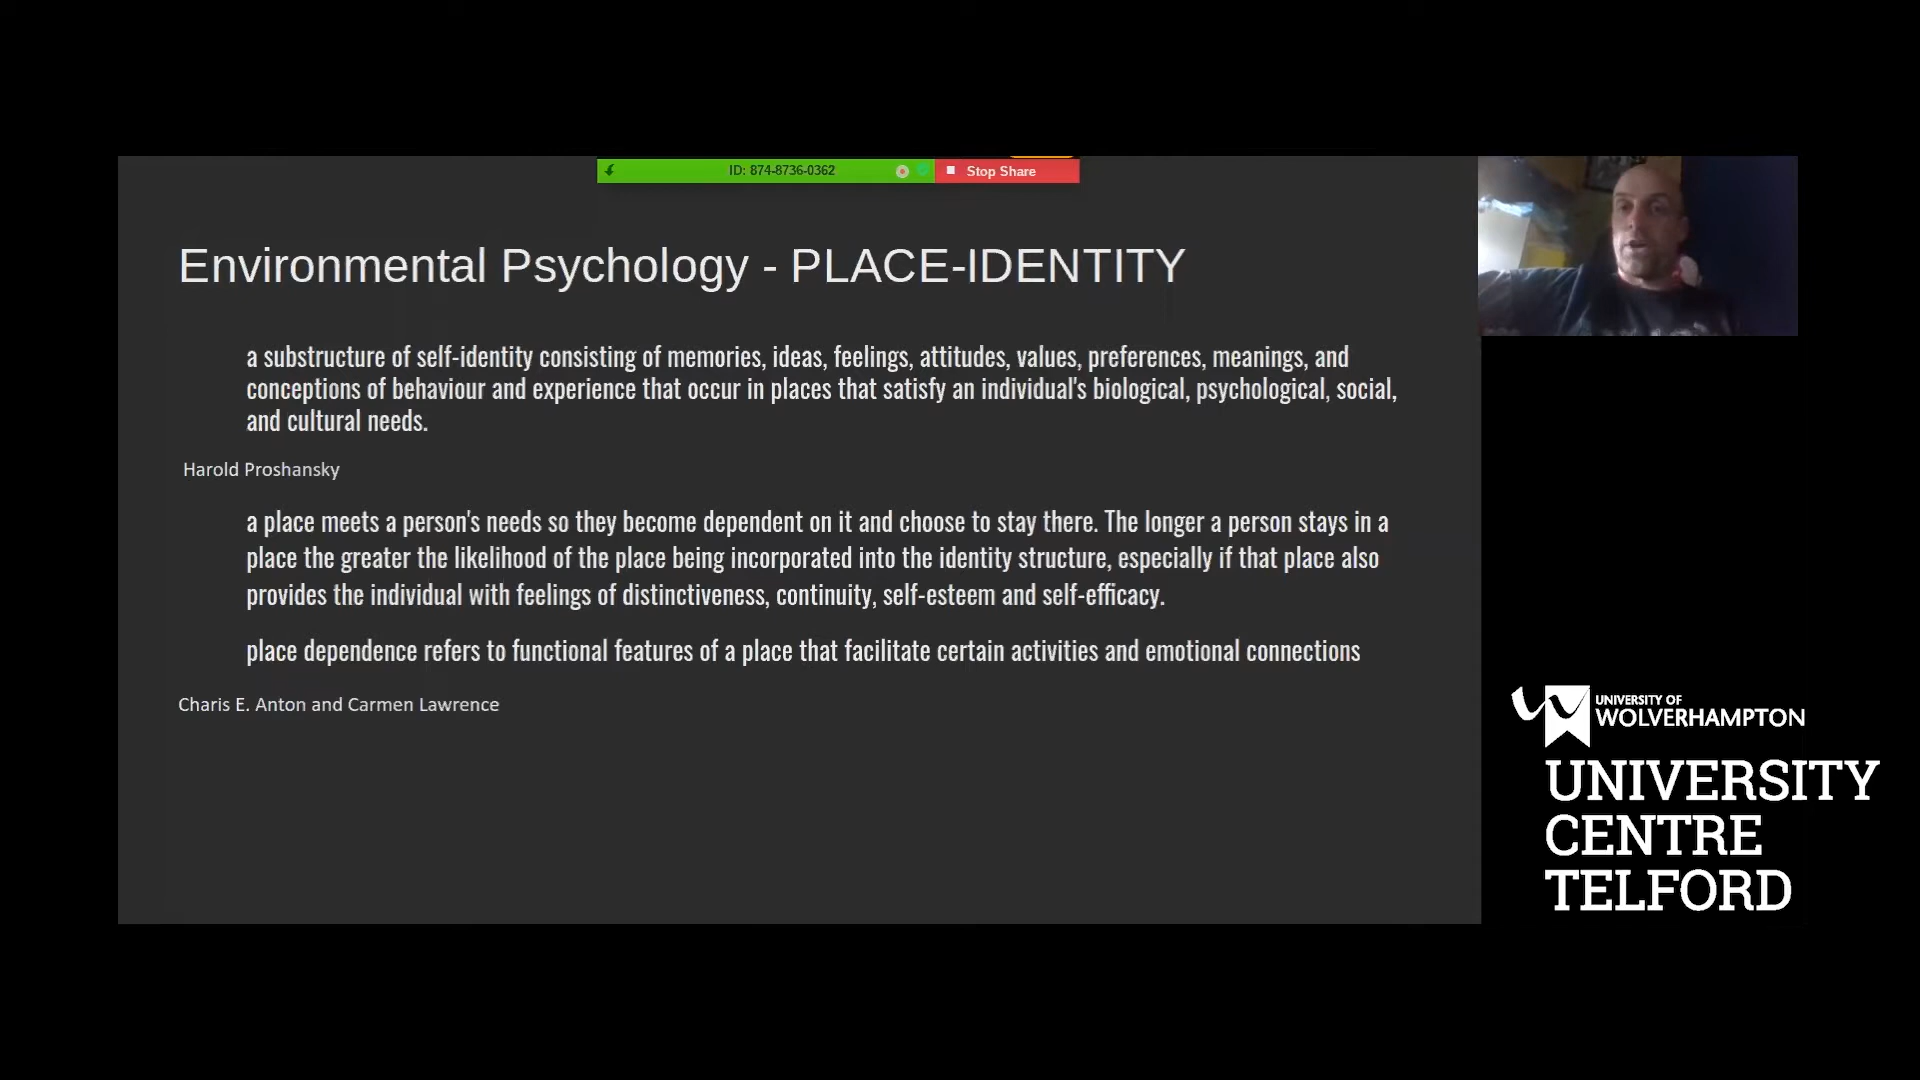 ID: 874-8736-0362
Stop Share
Environmental Psychology - PLACE-IDENTITY
a substructure of self-identity consisting of memories, ideas, feelings, attitudes, values, preferences, meanings, and
conceptions of behaviour and experience that occur in places that satisfy an individual's biological, psychological, social,
and cultural needs.
Harold Proshansky
a place meets a person's needs so they become dependent on it and choose to stay there. The longer a person stays in a
place the greater the likelihood of the place being incorporated into the identity structure, especially if that place also
provides the individual with feelings of distinctiveness, continuity, self-esteem and self-efficacy.
place dependence refers to functional features of a place that facilitate certain activities and emotional connections
Charis E. Anton and Carmen Lawrence
UNIVERSITY OF
WOLVERHAMPTON
UNIVERSITY
CENTRE
TELFORD